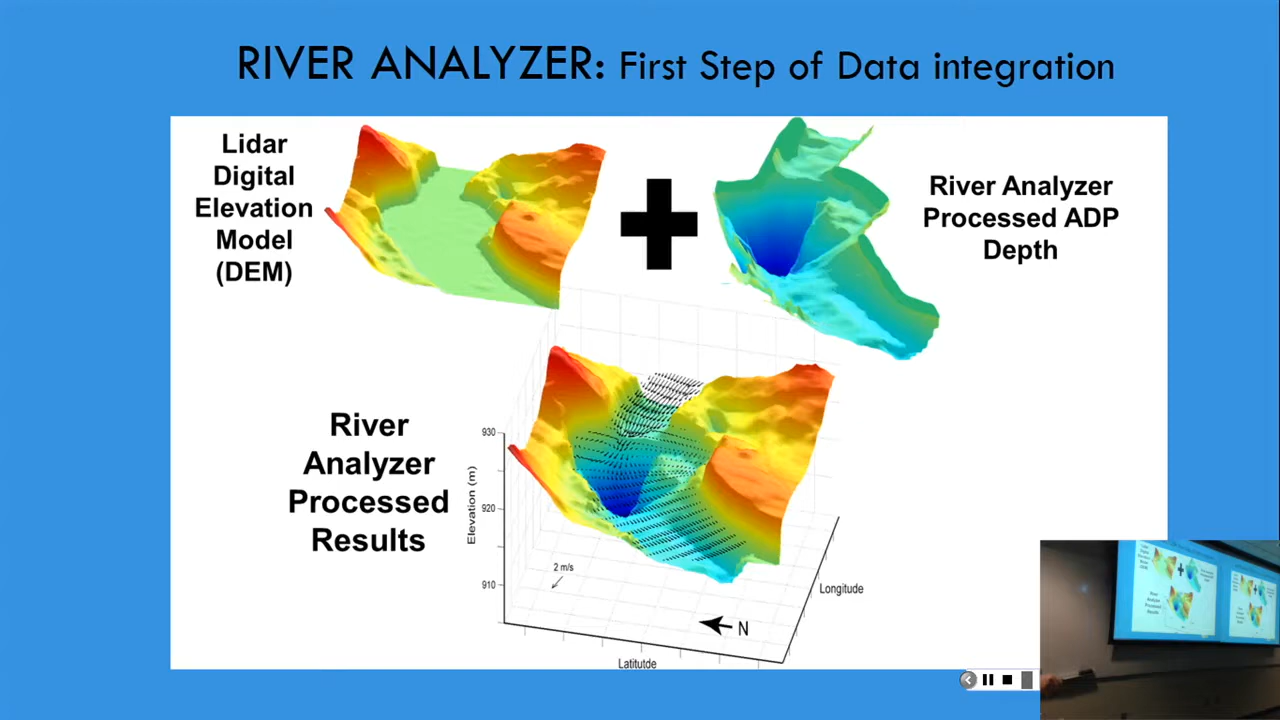 RIVER ANALYZER: First Step of Data integration
Lidar
Digital
Elevation
Model
(DEM)
River Analyzer
Processed ADP
Depth
River
Analyzer
Processed
Results
930
920
910
Elevation (m)
2 m/s
N
Longitude
Latitutde